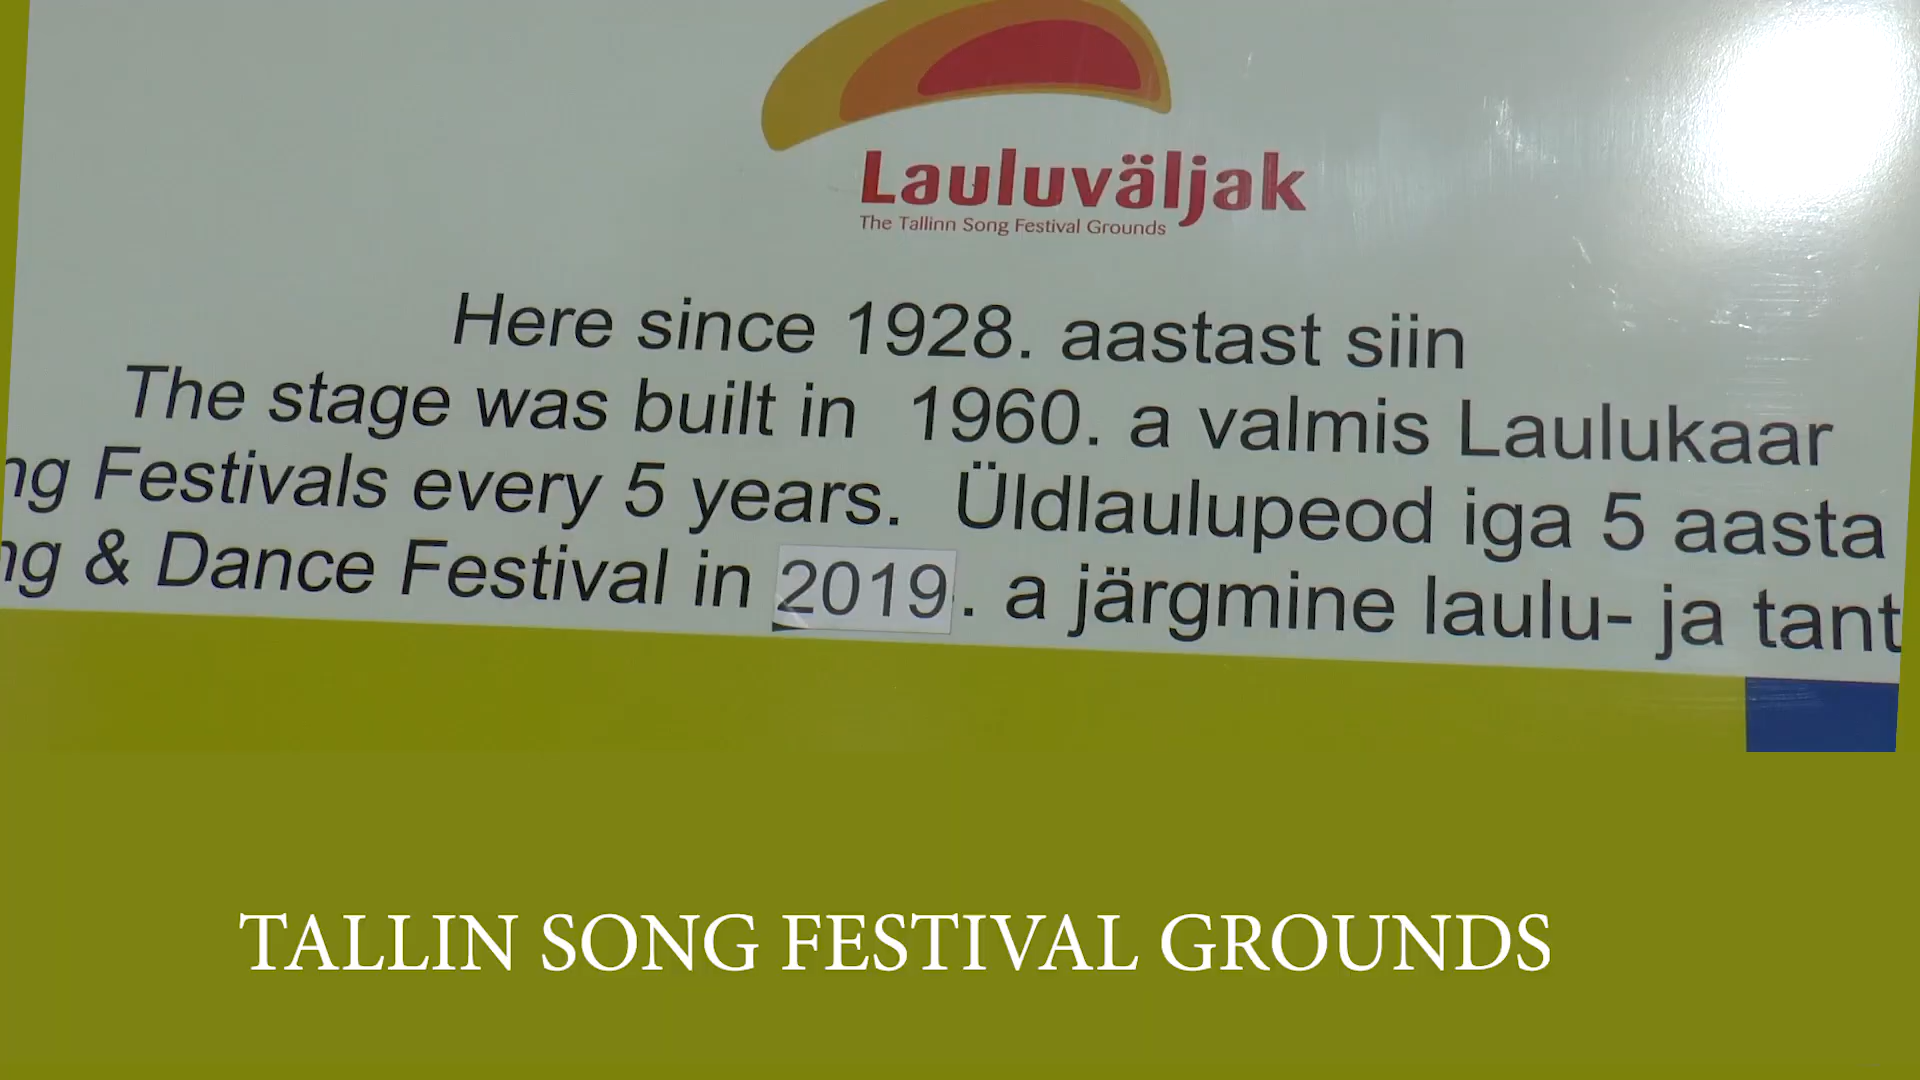 Lauluväljak
The Tallinn Song Festival Grounds
Here since 1928. aastast siin
The stage was built in 1960. a valmis Laulukaar
ng Festivals every 5 years. Üldlaulupeod iga 5 aasta
ng & Dance Festival in 2019. a järgmine laulu- ja tant
TALLIN SONG FESTIVAL GROUNDS